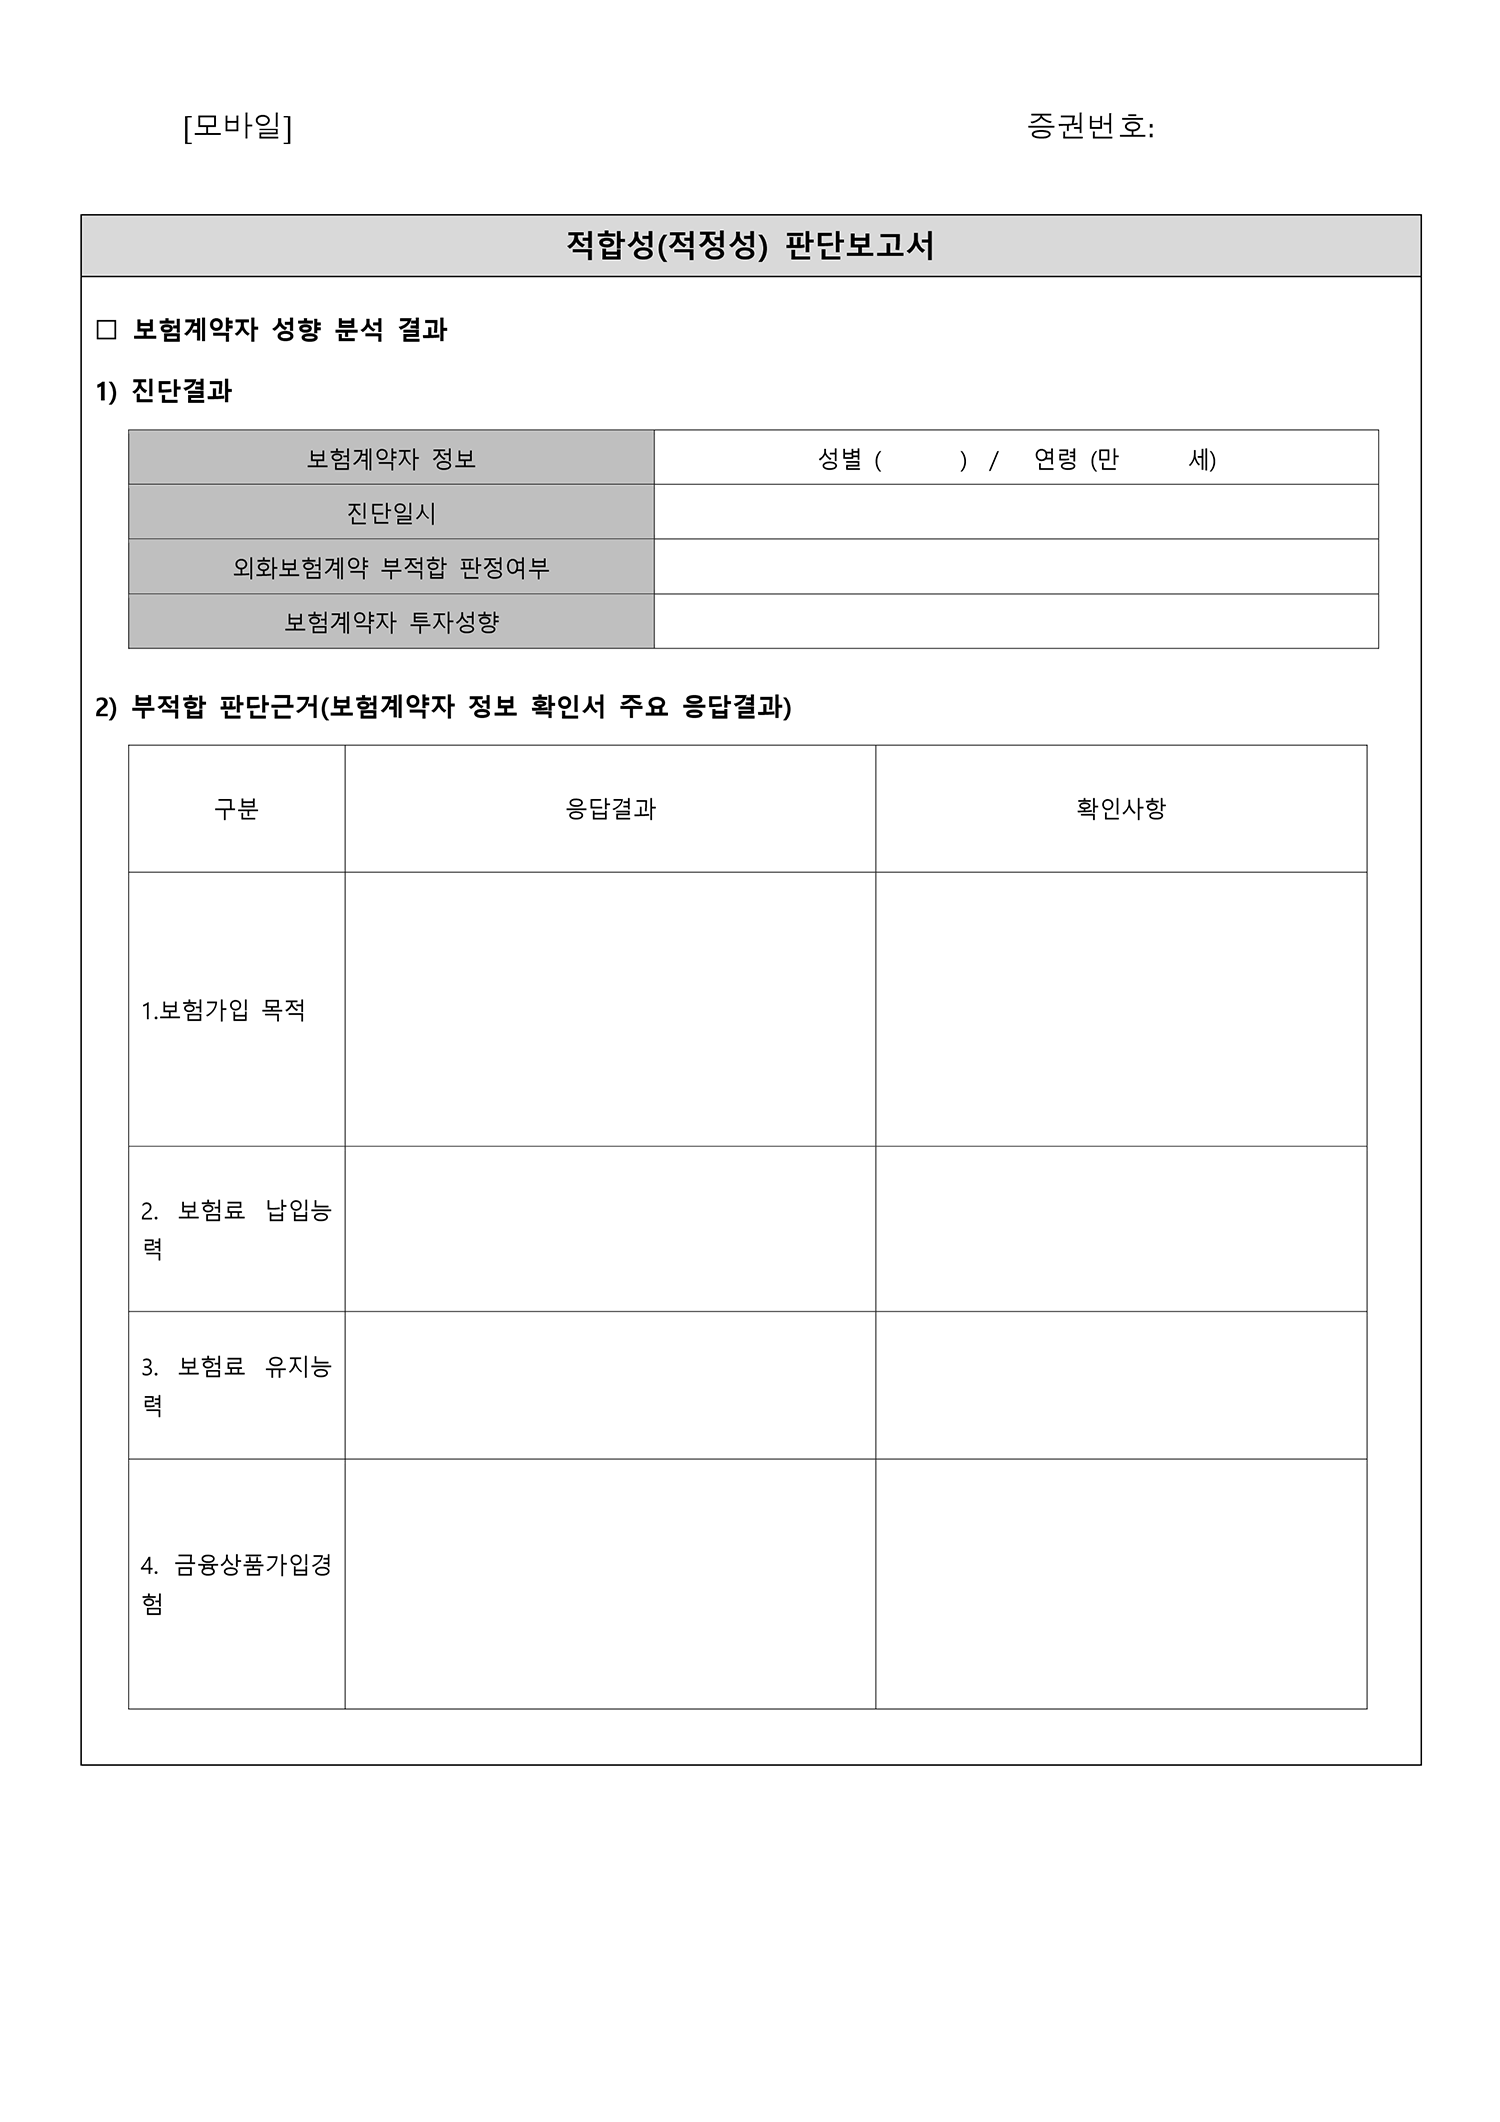 [모바일] 증권번호:
적합성(적정성) 판단보고서
□ 보험계약자 성향 분석 결과
1) 진단결과
보험계약자 정보 성별 ( ) / 연령 (만 세)
진단일시
외화보험계약 부적합 판정여부
보험계약자 투자성향
2) 부적합 판단근거(보험계약자 정보 확인서 주요 응답결과)
구분 응답결과 확인사항
1.보험가입 목적
2. 보험료 납입능
력
3. 보험료 유지능
력
4. 금융상품가입경
험